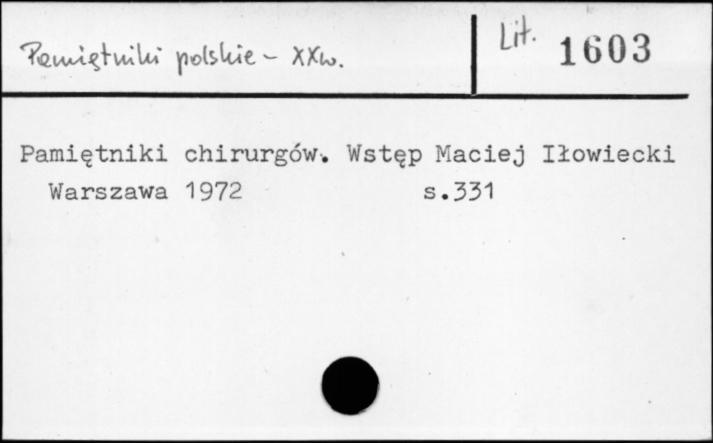 Pamiętniki polskie – XXw.
Lit. 1603
Pamiętniki chirurgów. Wstęp Maciej Iłowiecki
Warszawa 1972 s.331